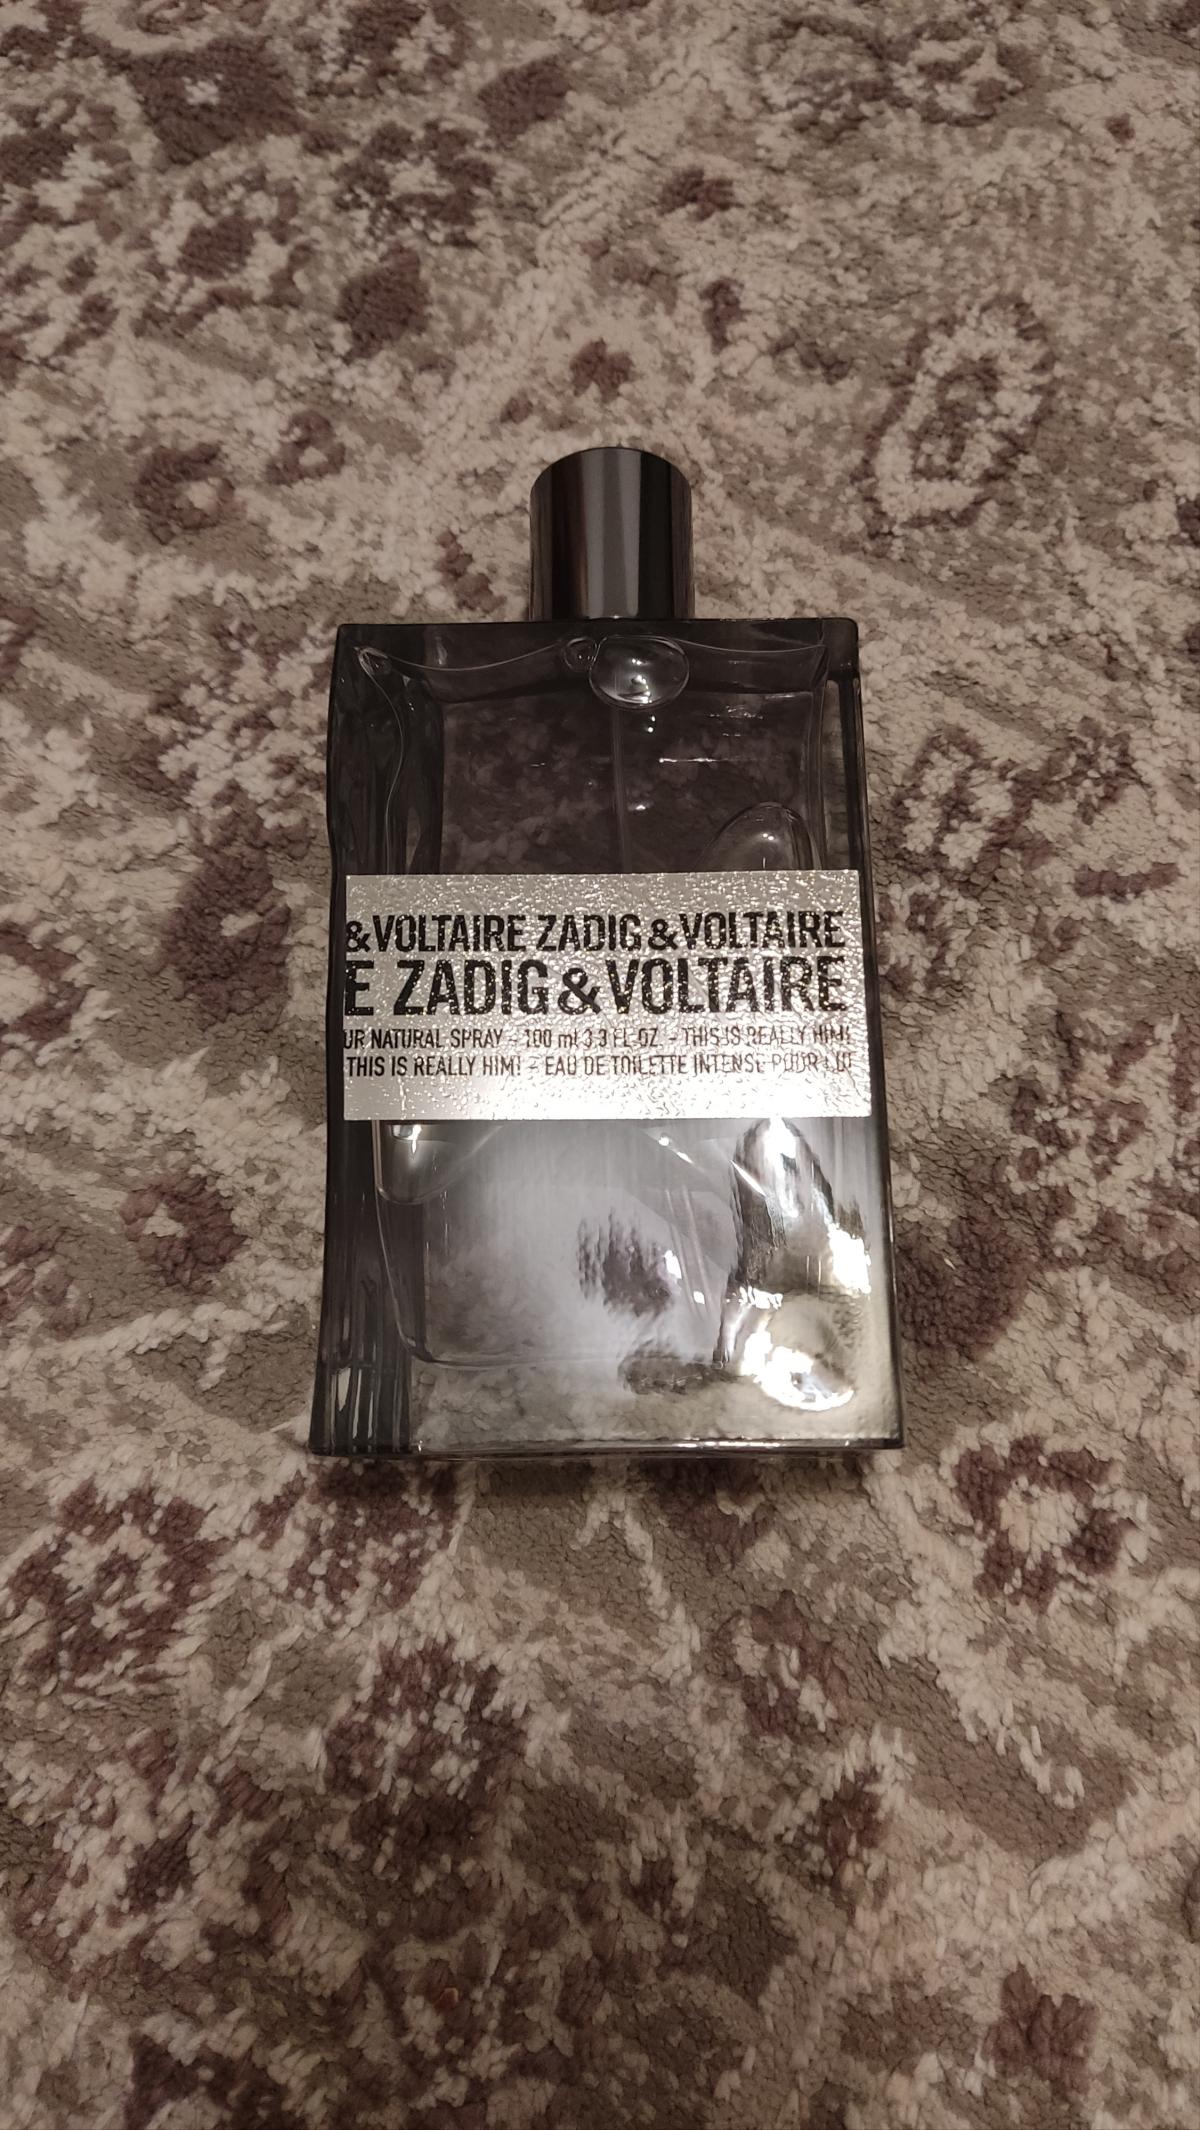 &VOLTAIRE ZADIG&VOLTAIRE
E ZADIG&VOLTAIRE
UR NATURAL SPRAY - 100 ml 3.3 FL.OZ. - THIS IS REALLY HIM!
THIS IS REALLY HIM! - EAU DE TOILETTE INTENSE POUR LUI